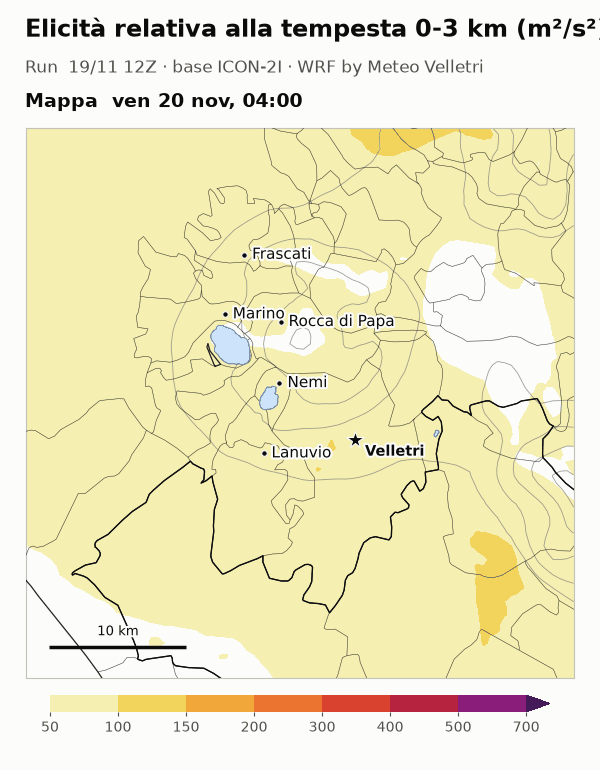 Elicità relativa alla tempesta 0-3 km (m²/s²)
Run  19/11 12Z · base ICON-2I · WRF by Meteo Velletri
Mappa  ven 20 nov, 04:00
Frascati
Marino
Rocca di Papa
Nemi
Lanuvio
Velletri
10 km
50 100 150 200 300 400 500 700